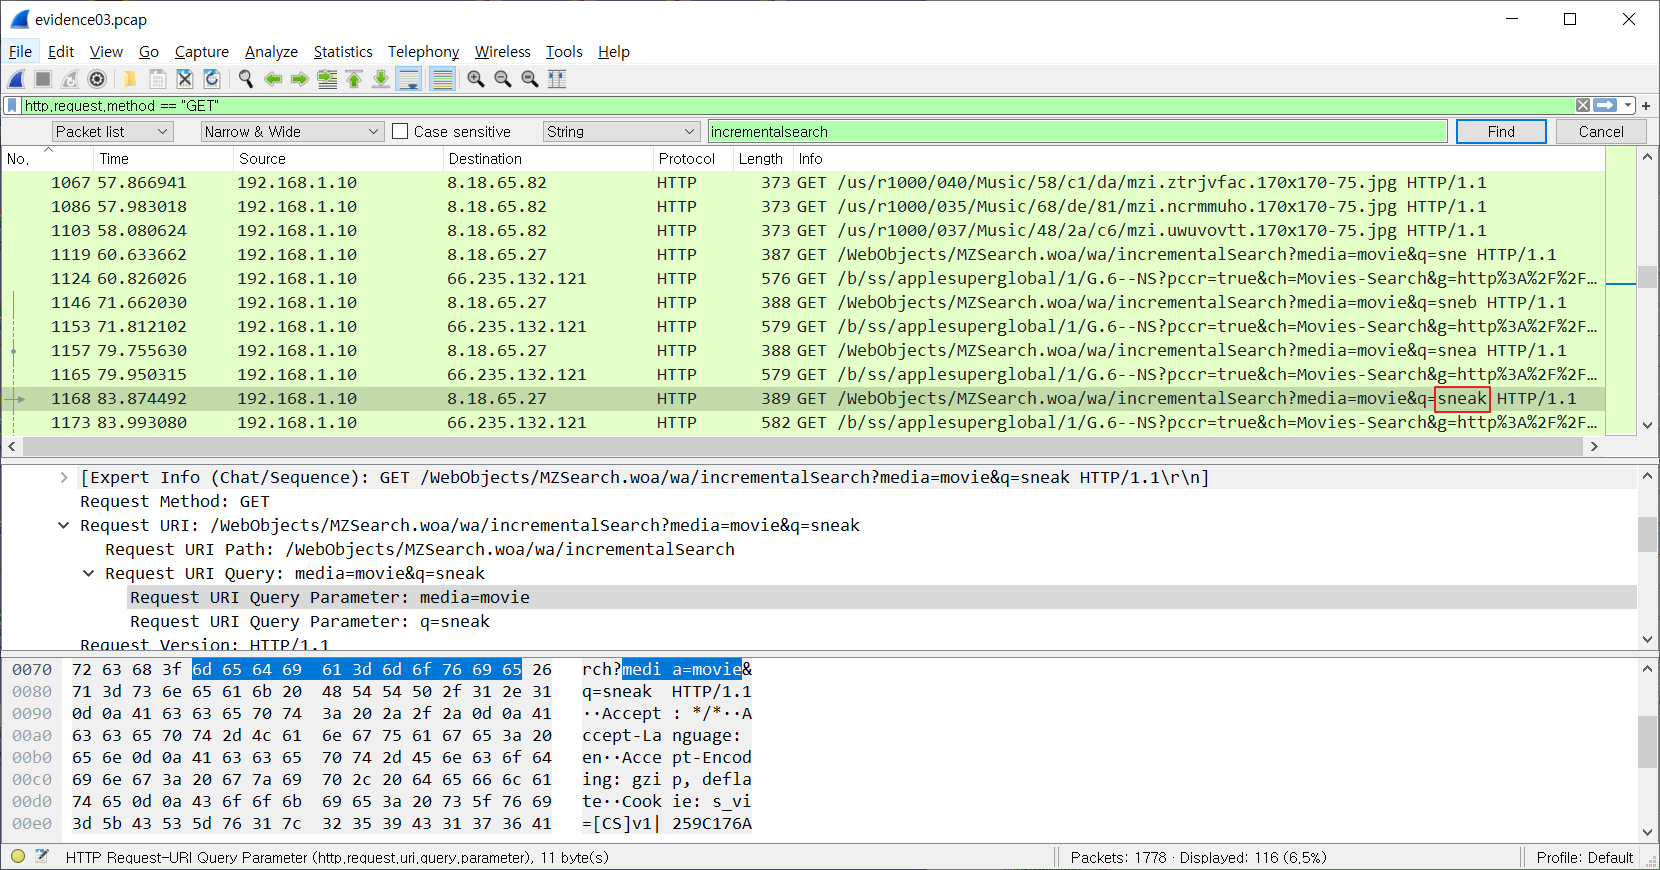 evidence03.pcap
File Edit View Go Capture Analyze Statistics Telephony Wireless Tools Help
http.request.method == "GET"
Packet list Narrow & Wide Case sensitive String incrementalsearch Find Cancel
No. Time Source Destination Protocol Length Info
1067 57.866941 192.168.1.10 8.18.65.82 HTTP 373 GET /us/r1000/040/Music/58/c1/da/mzi.ztrjvfac.170x170-75.jpg HTTP/1.1
1086 57.983018 192.168.1.10 8.18.65.82 HTTP 373 GET /us/r1000/035/Music/68/de/81/mzi.ncrmmuho.170x170-75.jpg HTTP/1.1
1103 58.080624 192.168.1.10 8.18.65.82 HTTP 373 GET /us/r1000/037/Music/48/2a/c6/mzi.uwuvovtt.170x170-75.jpg HTTP/1.1
1119 60.633662 192.168.1.10 8.18.65.27 HTTP 387 GET /WebObjects/MZSearch.woa/wa/incrementalSearch?media=movie&q=sne HTTP/1.1
1124 60.826026 192.168.1.10 66.235.132.121 HTTP 576 GET /b/ss/applesuperglobal/1/G.6--NS?pccr=true&ch=Movies-Search&g=http%3A%2F%2F…
1146 71.662030 192.168.1.10 8.18.65.27 HTTP 388 GET /WebObjects/MZSearch.woa/wa/incrementalSearch?media=movie&q=sneb HTTP/1.1
1153 71.812102 192.168.1.10 66.235.132.121 HTTP 579 GET /b/ss/applesuperglobal/1/G.6--NS?pccr=true&ch=Movies-Search&g=http%3A%2F%2F…
1157 79.755630 192.168.1.10 8.18.65.27 HTTP 388 GET /WebObjects/MZSearch.woa/wa/incrementalSearch?media=movie&q=snea HTTP/1.1
1165 79.950315 192.168.1.10 66.235.132.121 HTTP 579 GET /b/ss/applesuperglobal/1/G.6--NS?pccr=true&ch=Movies-Search&g=http%3A%2F%2F…
1168 83.874492 192.168.1.10 8.18.65.27 HTTP 389 GET /WebObjects/MZSearch.woa/wa/incrementalSearch?media=movie&q=sneak HTTP/1.1
1173 83.993080 192.168.1.10 66.235.132.121 HTTP 582 GET /b/ss/applesuperglobal/1/G.6--NS?pccr=true&ch=Movies-Search&g=http%3A%2F%2F…
[Expert Info (Chat/Sequence): GET /WebObjects/MZSearch.woa/wa/incrementalSearch?media=movie&q=sneak HTTP/1.1\r\n]
Request Method: GET
Request URI: /WebObjects/MZSearch.woa/wa/incrementalSearch?media=movie&q=sneak
Request URI Path: /WebObjects/MZSearch.woa/wa/incrementalSearch
Request URI Query: media=movie&q=sneak
Request URI Query Parameter: media=movie
Request URI Query Parameter: q=sneak
Request Version: HTTP/1.1
0070 72 63 68 3f 6d 65 64 69 61 3d 6d 6f 76 69 65 26 rch?medi a=movie&
0080 71 3d 73 6e 65 61 6b 20 48 54 54 50 2f 31 2e 31 q=sneak HTTP/1.1
0090 0d 0a 41 63 63 65 70 74 3a 20 2a 2f 2a 0d 0a 41 ··Accept : */*··A
00a0 63 63 65 70 74 2d 4c 61 6e 67 75 61 67 65 3a 20 ccept-La nguage:
00b0 65 6e 0d 0a 41 63 63 65 70 74 2d 45 6e 63 6f 64 en··Acce pt-Encod
00c0 69 6e 67 3a 20 67 7a 69 70 2c 20 64 65 66 6c 61 ing: gzi p, defla
00d0 74 65 0d 0a 43 6f 6f 6b 69 65 3a 20 73 5f 76 69 te··Cook ie: s_vi
00e0 3d 5b 43 53 5d 76 31 7c 32 35 39 43 31 37 36 41 =[CS]v1| 259C176A
HTTP Request-URI Query Parameter (http.request.uri.query.parameter), 11 byte(s) Packets: 1778 · Displayed: 116 (6.5%) Profile: Default